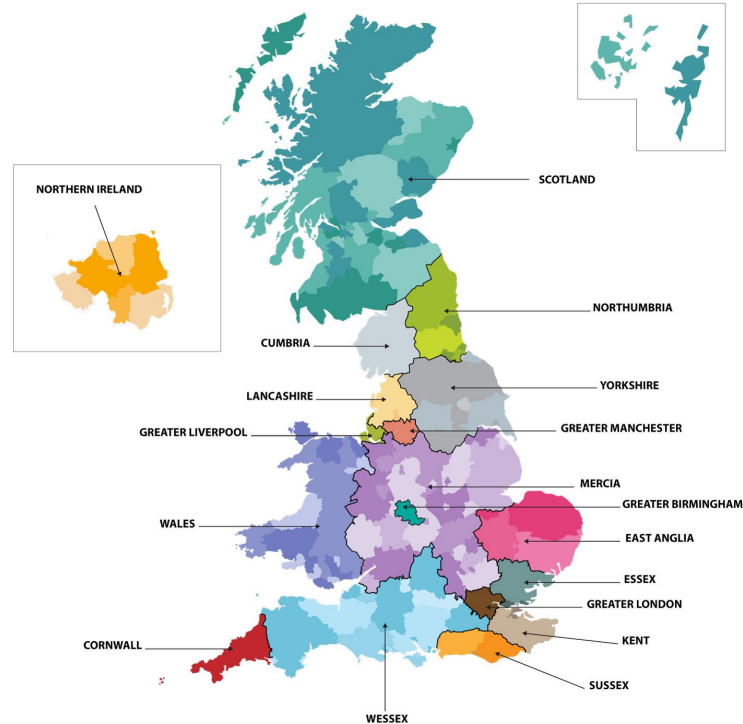 SCOTLAND
NORTHERN IRELAND
NORTHUMBRIA
CUMBRIA
YORKSHIRE
LANCASHIRE
GREATER MANCHESTER
GREATER LIVERPOOL
MERCIA
GREATER BIRMINGHAM
WALES
EAST ANGLIA
ESSEX
GREATER LONDON
KENT
CORNWALL
SUSSEX
WESSEX